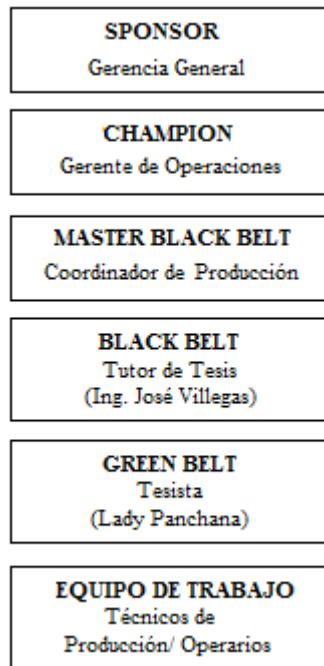 SPONSOR
Gerencia General
CHAMPION
Gerente de Operaciones
MASTER BLACK BELT
Coordinador de Producción
BLACK BELT
Tutor de Tesis
(Ing. José Villegas)
GREEN BELT
Tesista
(Lady Panchana)
EQUIPO DE TRABAJO
Técnicos de
Producción/ Operarios